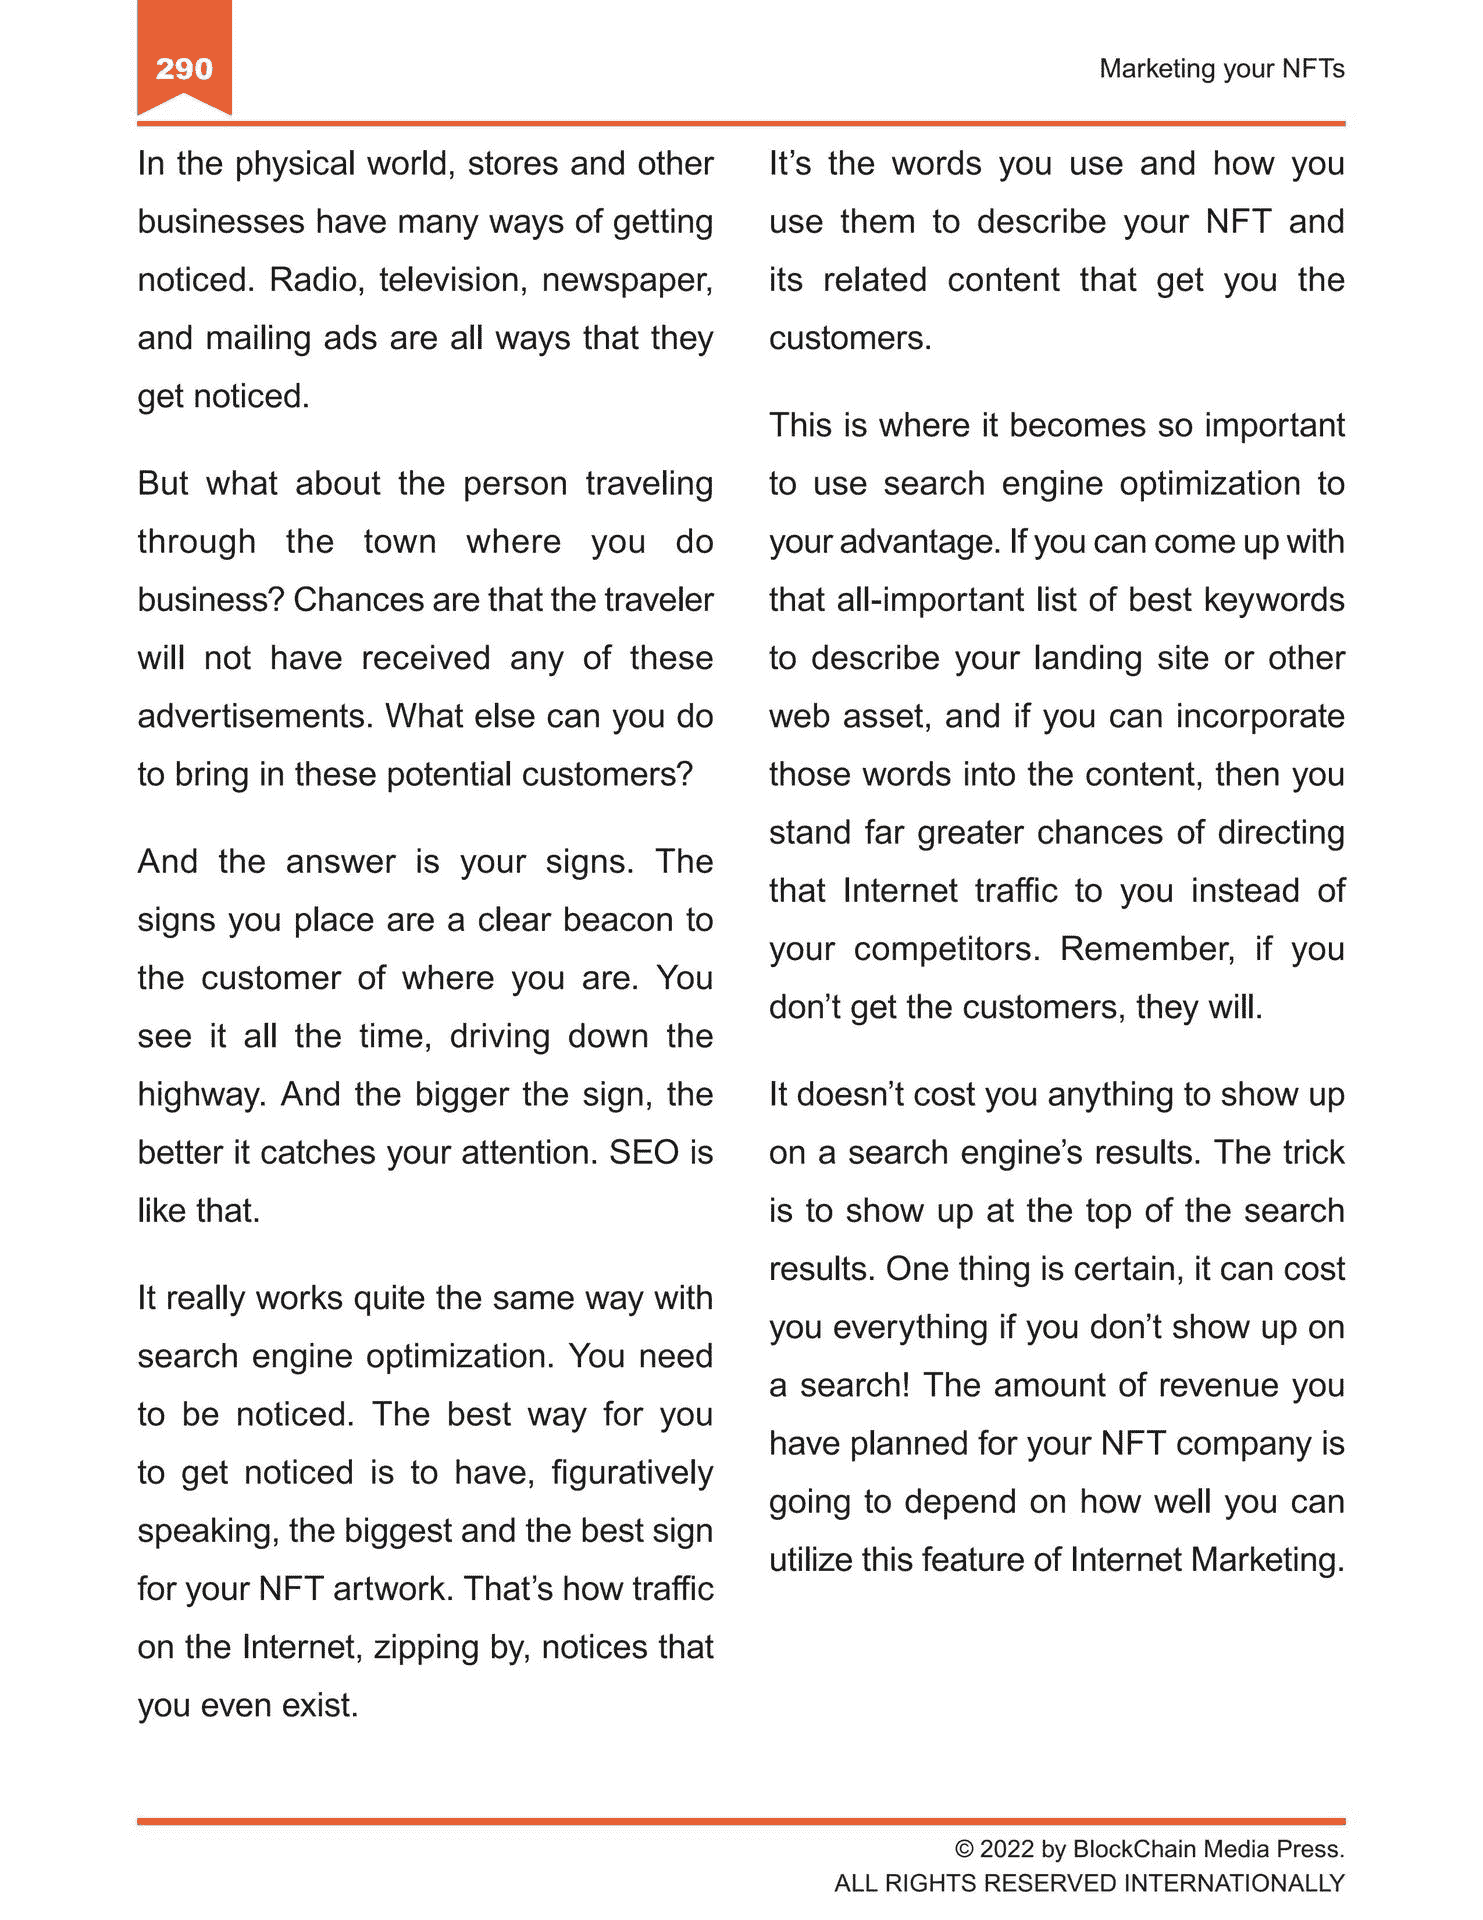 290
Marketing your NFTs
In the physical world, stores and other
businesses have many ways of getting
noticed. Radio, television, newspaper,
and mailing ads are all ways that they
get noticed.
But what about the person traveling
through the town where you do
business? Chances are that the traveler
will not have received any of these
advertisements. What else can you do
to bring in these potential customers?
And the answer is your signs. The
signs you place are a clear beacon to
the customer of where you are. You
see it all the time, driving down the
highway. And the bigger the sign, the
better it catches your attention. SEO is
like that.
It really works quite the same way with
search engine optimization. You need
to be noticed. The best way for you
to get noticed is to have, figuratively
speaking, the biggest and the best sign
for your NFT artwork. That’s how traffic
on the Internet, zipping by, notices that
you even exist.
It’s the words you use and how you
use them to describe your NFT and
its related content that get you the
customers.
This is where it becomes so important
to use search engine optimization to
your advantage. If you can come up with
that all-important list of best keywords
to describe your landing site or other
web asset, and if you can incorporate
those words into the content, then you
stand far greater chances of directing
that Internet traffic to you instead of
your competitors. Remember, if you
don’t get the customers, they will.
It doesn’t cost you anything to show up
on a search engine’s results. The trick
is to show up at the top of the search
results. One thing is certain, it can cost
you everything if you don’t show up on
a search! The amount of revenue you
have planned for your NFT company is
going to depend on how well you can
utilize this feature of Internet Marketing.
© 2022 by BlockChain Media Press.
ALL RIGHTS RESERVED INTERNATIONALLY